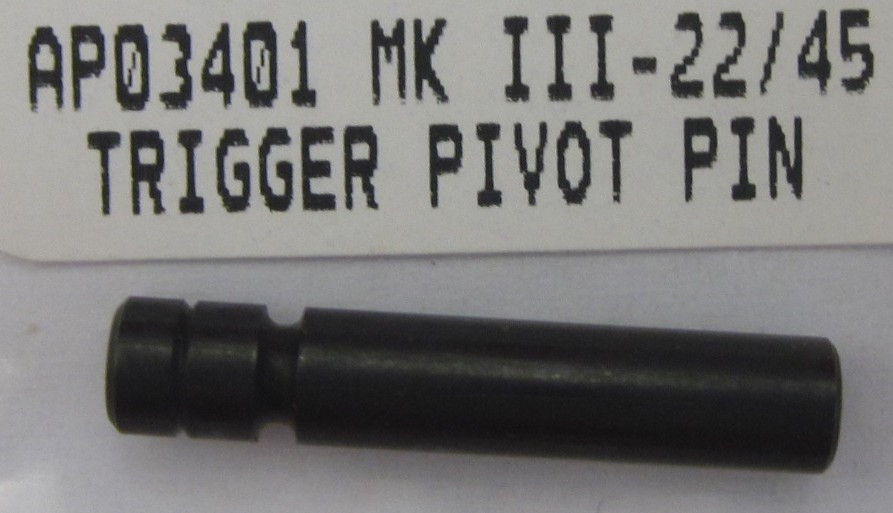 AP03401 MK III-22/45
TRIGGER PIVOT PIN